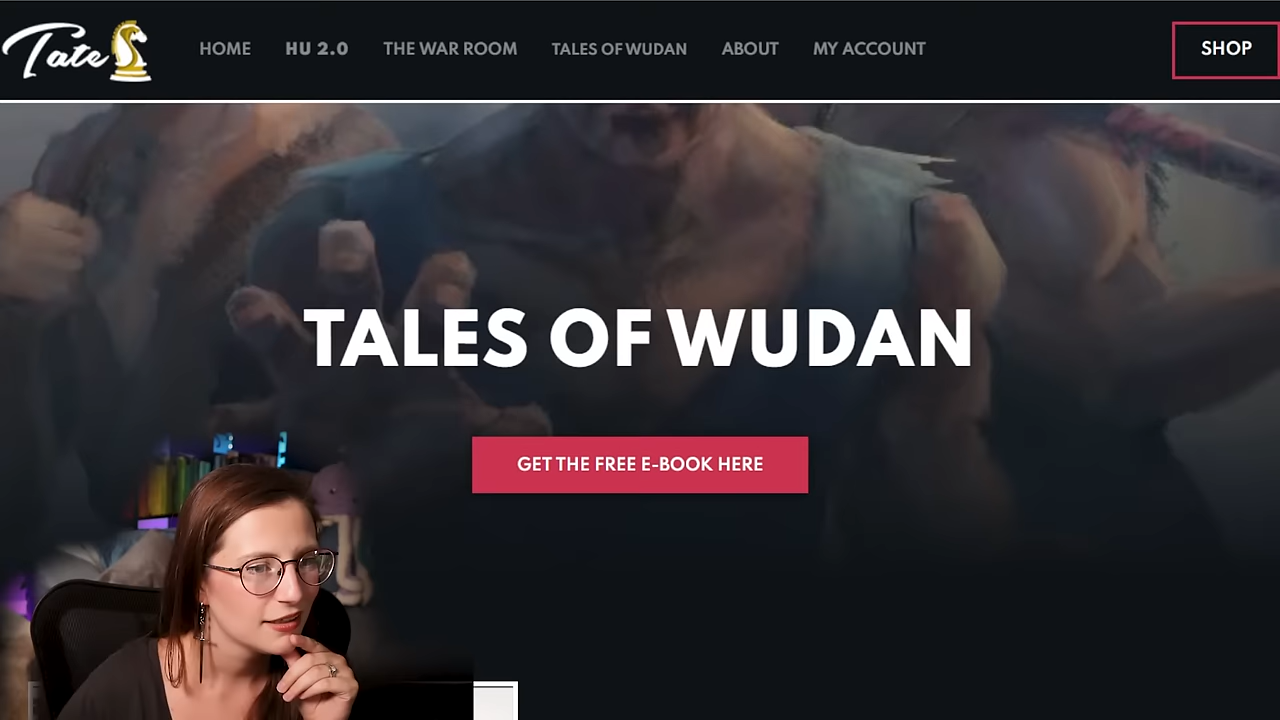 Tate
HOME HU 2.0 THE WAR ROOM TALES OF WUDAN ABOUT MY ACCOUNT SHOP
TALES OF WUDAN
GET THE FREE E-BOOK HERE